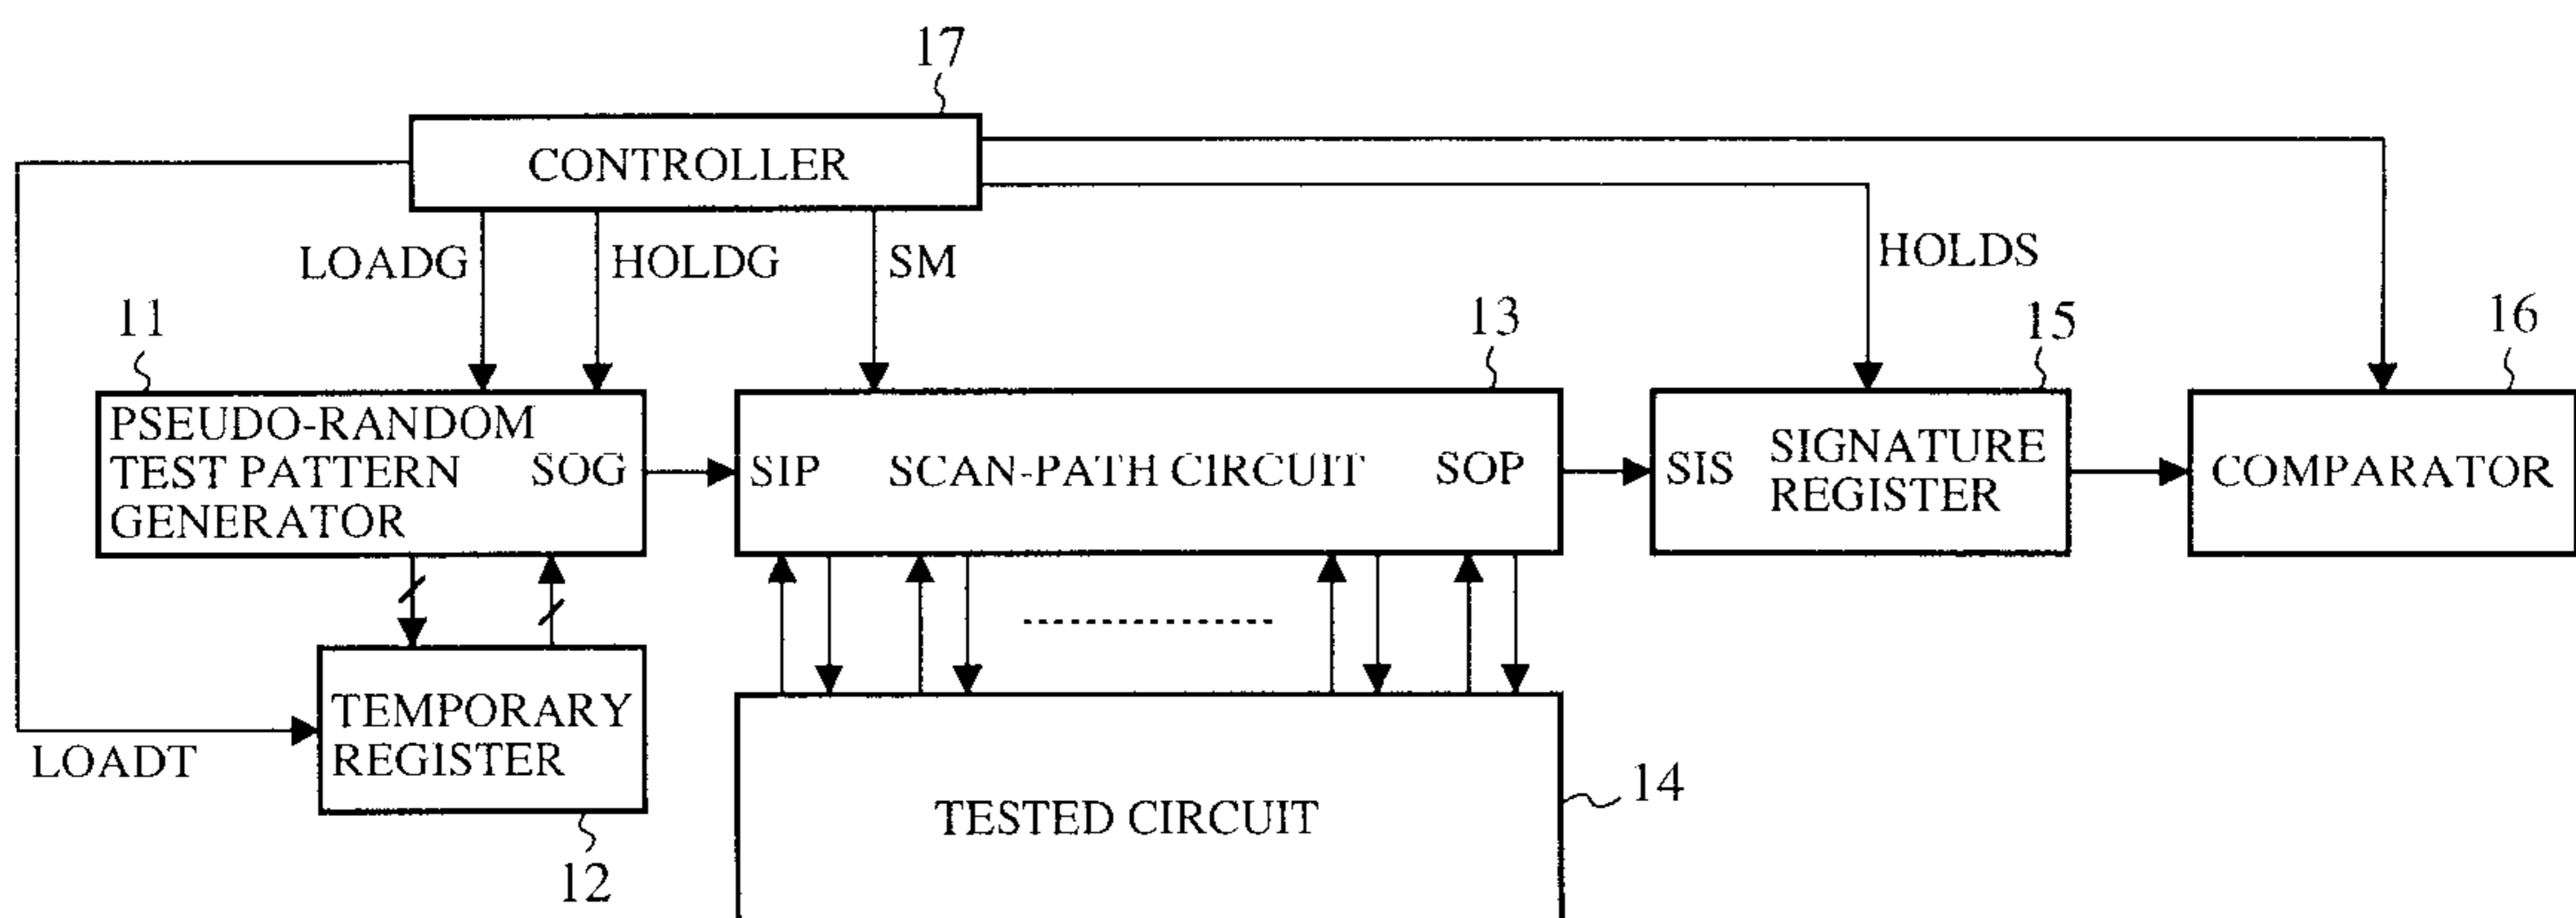 17
CONTROLLER
LOADG
HOLDG
SM
HOLDS
11
13
15
16
PSEUDO-RANDOM
TEST PATTERN
GENERATOR
SOG
SIP
SCAN-PATH CIRCUIT
SOP
SIS
SIGNATURE
REGISTER
COMPARATOR
TEMPORARY
REGISTER
LOADT
12
TESTED CIRCUIT
14